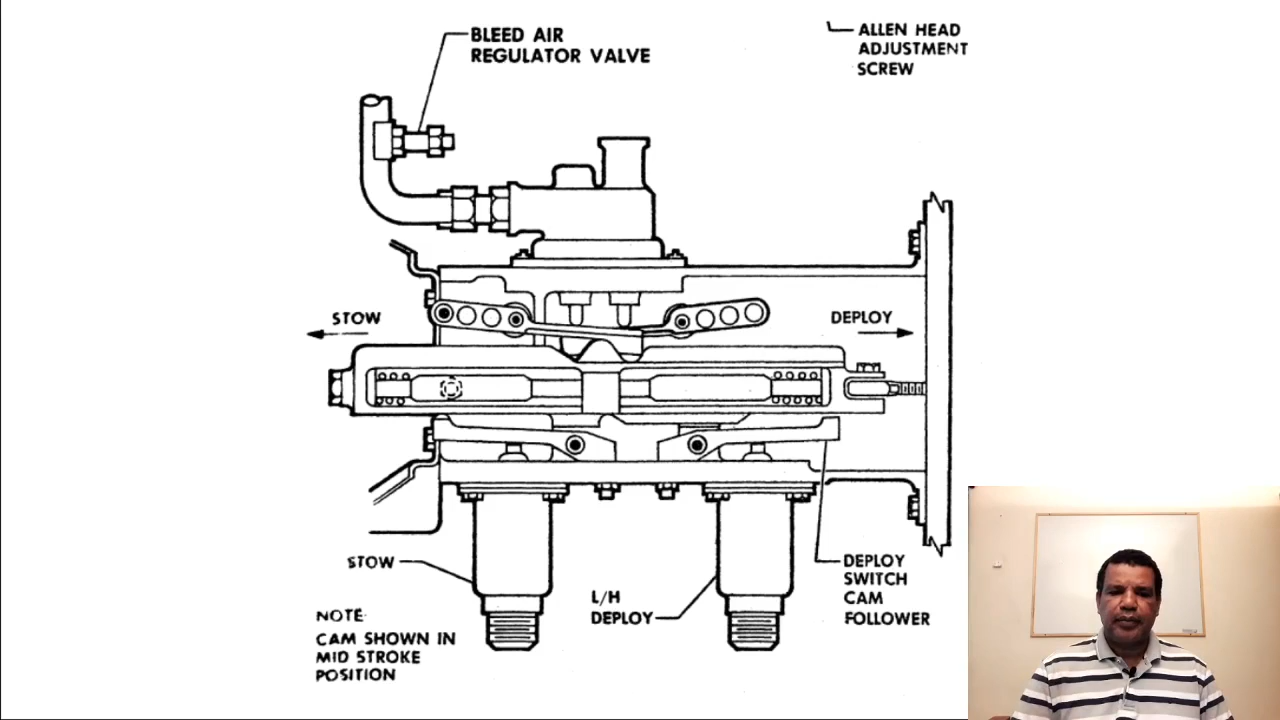 BLEED AIR
REGULATOR VALVE
ALLEN HEAD
ADJUSTMENT
SCREW
STOW
DEPLOY
STOW
L/H
DEPLOY
DEPLOY
SWITCH
CAM
FOLLOWER
NOTE
CAM SHOWN IN
MID STROKE
POSITION